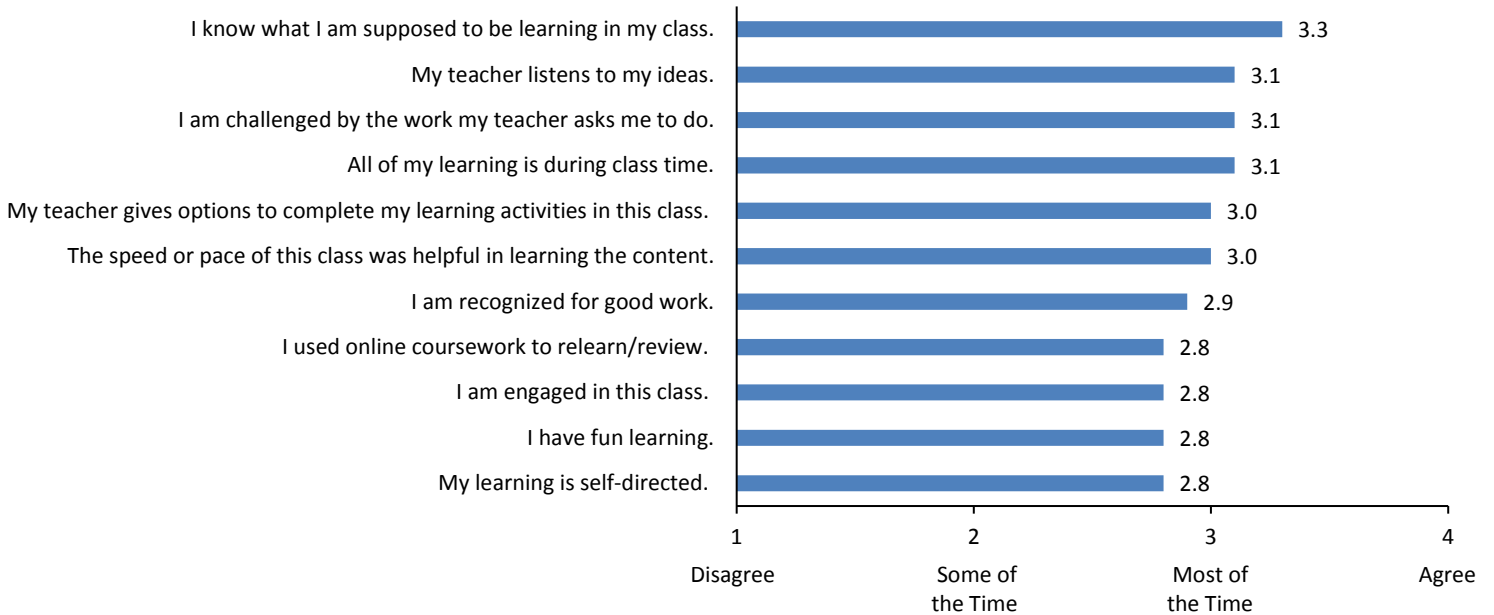 I know what I am supposed to be learning in my class. 3.3
My teacher listens to my ideas. 3.1
I am challenged by the work my teacher asks me to do. 3.1
All of my learning is during class time. 3.1
My teacher gives options to complete my learning activities in this class. 3.0
The speed or pace of this class was helpful in learning the content. 3.0
I am recognized for good work. 2.9
I used online coursework to relearn/review. 2.8
I am engaged in this class. 2.8
I have fun learning. 2.8
My learning is self-directed. 2.8
1 2 3 4
Disagree Some of Most of Agree
the Time the Time